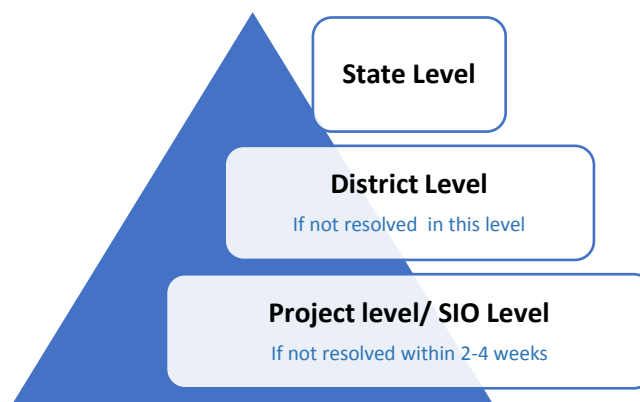 State Level
District Level
If not resolved  in this level
Project level/ SIO Level
If not resolved within 2-4 weeks